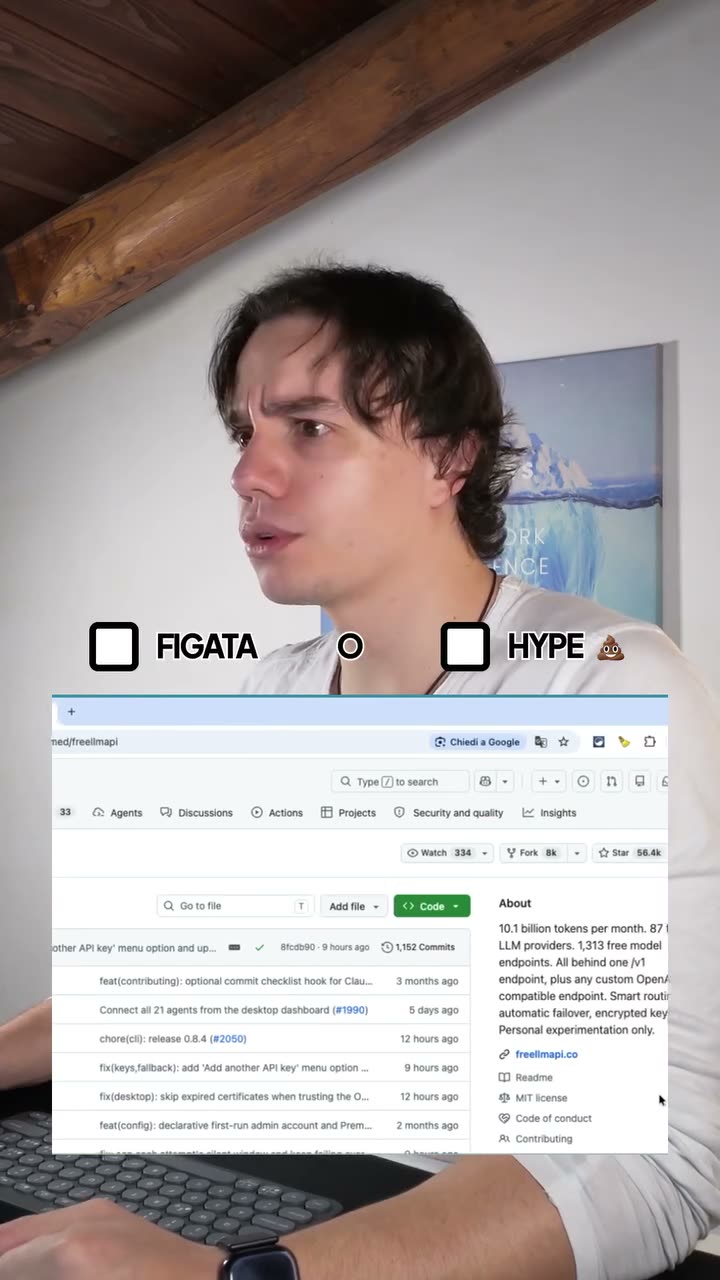 S
ORK
ENCE
FIGATA O HYPE 💩
+
ned/freellmapi Chiedi a Google
Type / to search
33 Agents Discussions Actions Projects Security and quality Insights
Watch 334 Fork 8k Star 56.4k
Go to file T Add file Code
other API key' menu option and up... 8fcdb90 · 9 hours ago 1,152 Commits
feat(contributing): optional commit checklist hook for Clau... 3 months ago
Connect all 21 agents from the desktop dashboard (#1990) 5 days ago
chore(cli): release 0.8.4 (#2050) 12 hours ago
fix(keys,fallback): add 'Add another API key' menu option ... 9 hours ago
fix(desktop): skip expired certificates when trusting the O... 12 hours ago
feat(config): declarative first-run admin account and Prem... 2 months ago
About
10.1 billion tokens per month. 87
LLM providers. 1,313 free model
endpoints. All behind one /v1
endpoint, plus any custom OpenA
compatible endpoint. Smart routi
automatic failover, encrypted key
Personal experimentation only.
freellmapi.co
Readme
MIT license
Code of conduct
Contributing